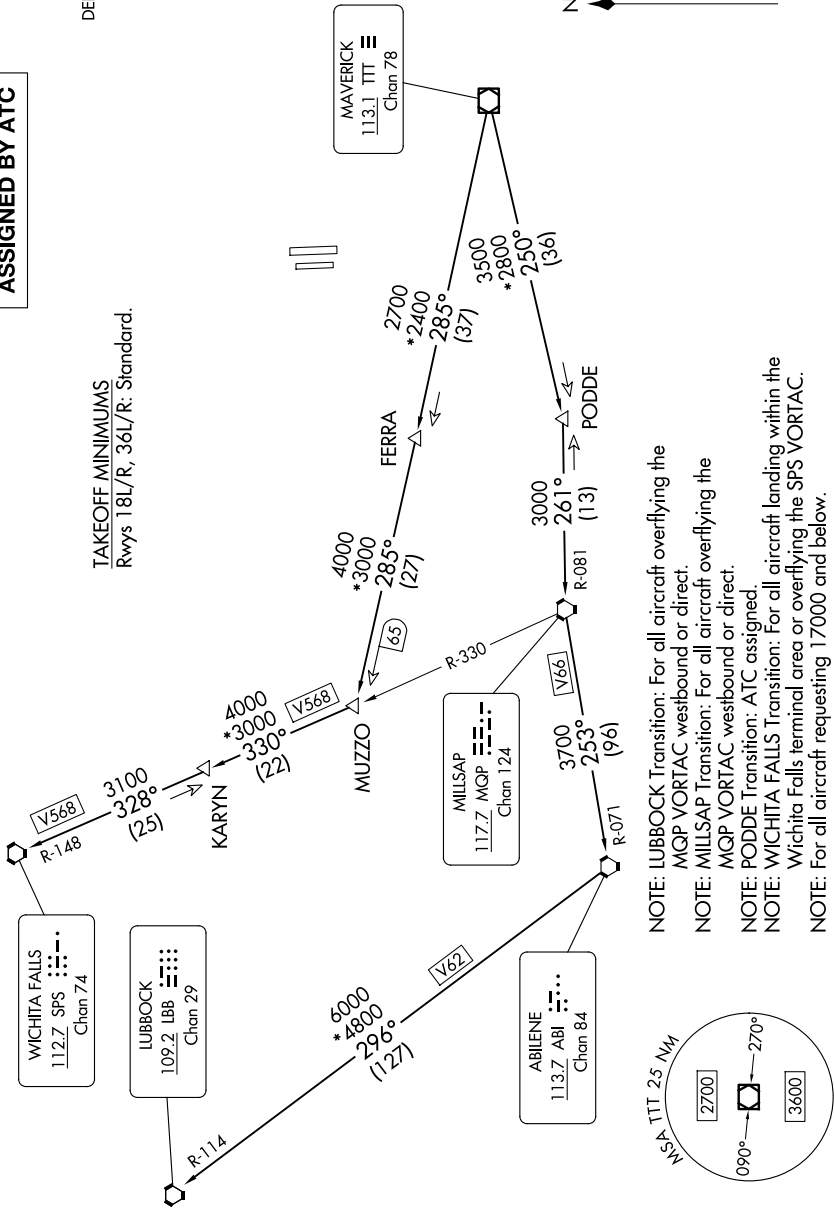 DE
ASSIGNED BY ATC
N
MAVERICK
113.1 TTT
Chan 78
TAKEOFF MINIMUMS
Rwys 18L/R, 36L/R: Standard.
3500
*2800
250°
(36)
2700
*2400
285°
(37)
FERRA
PODDE
4000
*3000
285°
(27)
3000
261°
(13)
R-081
65
R-330
V568
4000
*3000
330°
(22)
MUZZO
V66
MILLSAP
117.7 MQP
Chan 124
3700
253°
(96)
R-071
KARYN
3100
328°
(25)
V568
R-148
WICHITA FALLS
112.7 SPS
Chan 74
LUBBOCK
109.2 LBB
Chan 29
V62
6000
*4800
296°
(127)
R-114
ABILENE
113.7 ABI
Chan 84
NOTE: LUBBOCK Transition: For all aircraft overflying the
MQP VORTAC westbound or direct.
NOTE: MILLSAP Transition: For all aircraft overflying the
MQP VORTAC westbound or direct.
NOTE: PODDE Transition: ATC assigned.
NOTE: WICHITA FALLS Transition: For all aircraft landing within the
Wichita Falls terminal area or overflying the SPS VORTAC.
NOTE: For all aircraft requesting 17000 and below.
MSA TTT 25 NM
2700
270°
090°
3600